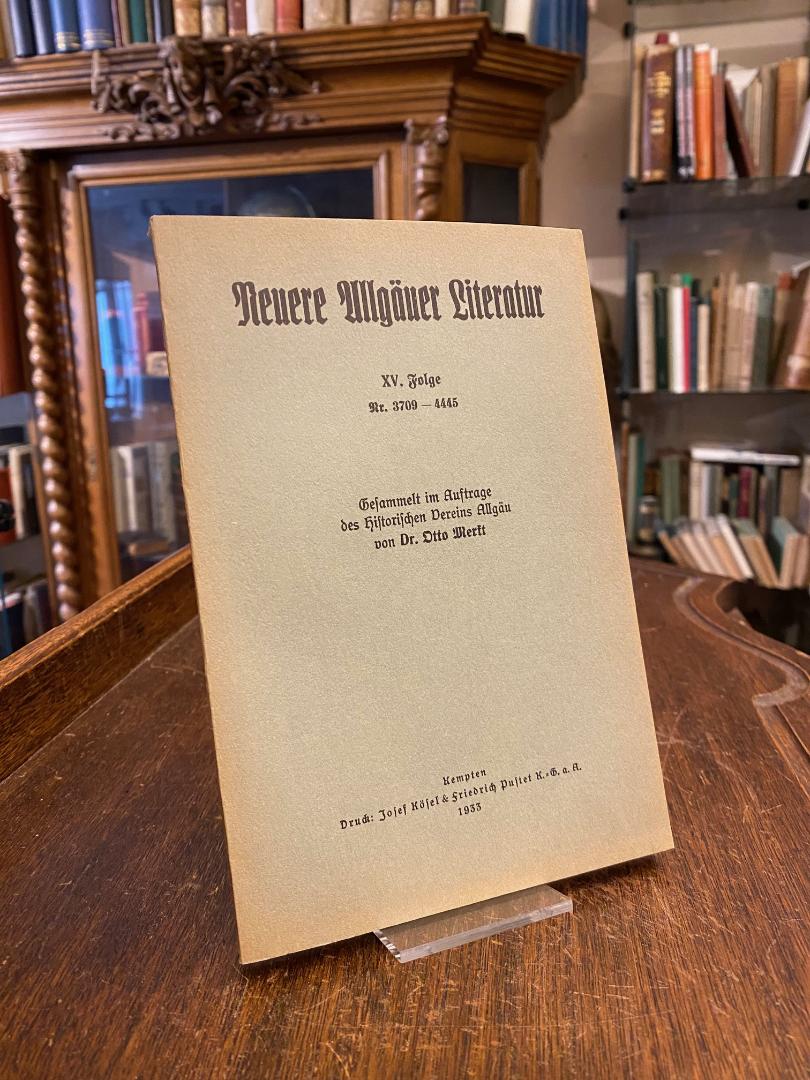 Neuere Allgäuer Literatur
XV. Folge
Nr. 3709 — 4445
Gesammelt im Auftrage
des Historischen Vereins Allgäu
von Dr. Otto Merkt
Kempten
Druck: Josef Kösel & Friedrich Pustet K.-G. a. A.
1933